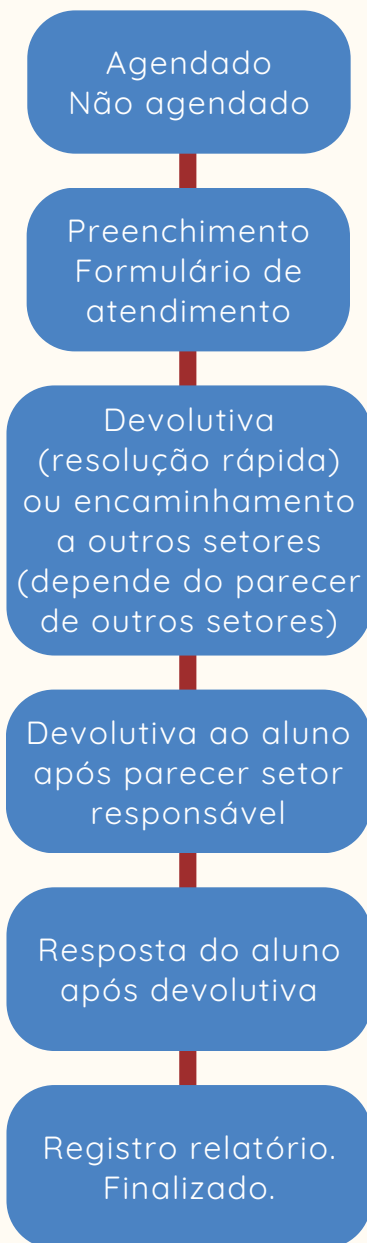 Agendado
Não agendado
Preenchimento
Formulário de
atendimento
Devolutiva
(resolução rápida)
ou encaminhamento
a outros setores
(depende do parecer
de outros setores)
Devolutiva ao aluno
após parecer setor
responsável
Resposta do aluno
após devolutiva
Registro relatório.
Finalizado.